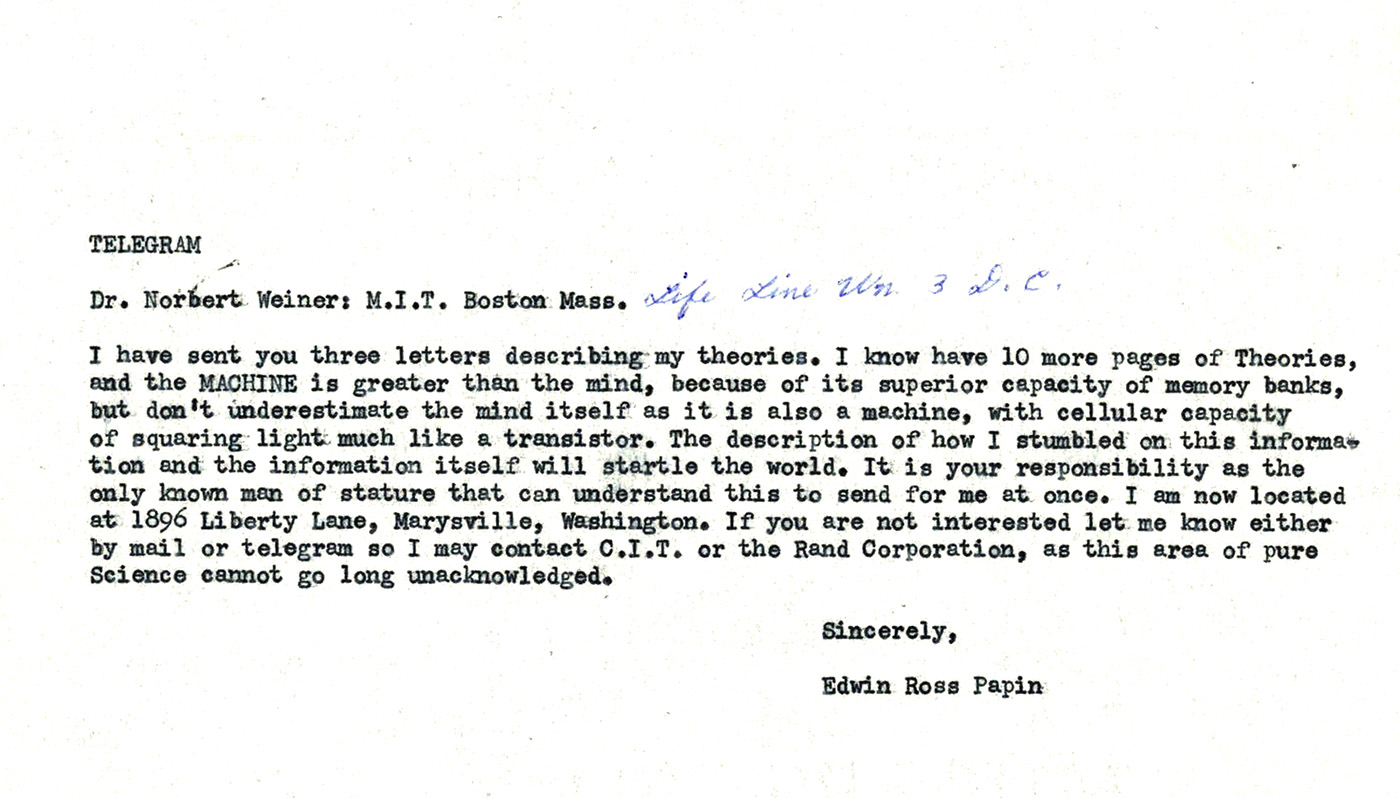 TELEGRAM
Dr. Norbert Weiner: M.I.T. Boston Mass. Life Line Wn 3 D.C.
I have sent you three letters describing my theories. I know have 10 more pages of Theories,
and the MACHINE is greater than the mind, because of its superior capacity of memory banks,
but don't underestimate the mind itself as it is also a machine, with cellular capacity
of squaring light much like a transistor. The description of how I stumbled on this informa-
tion and the information itself will startle the world. It is your responsibility as the
only known man of stature that can understand this to send for me at once. I am now located
at 1896 Liberty Lane, Marysville, Washington. If you are not interested let me know either
by mail or telegram so I may contact C.I.T. or the Rand Corporation, as this area of pure
Science cannot go long unacknowledged.
Sincerely,
Edwin Ross Papin